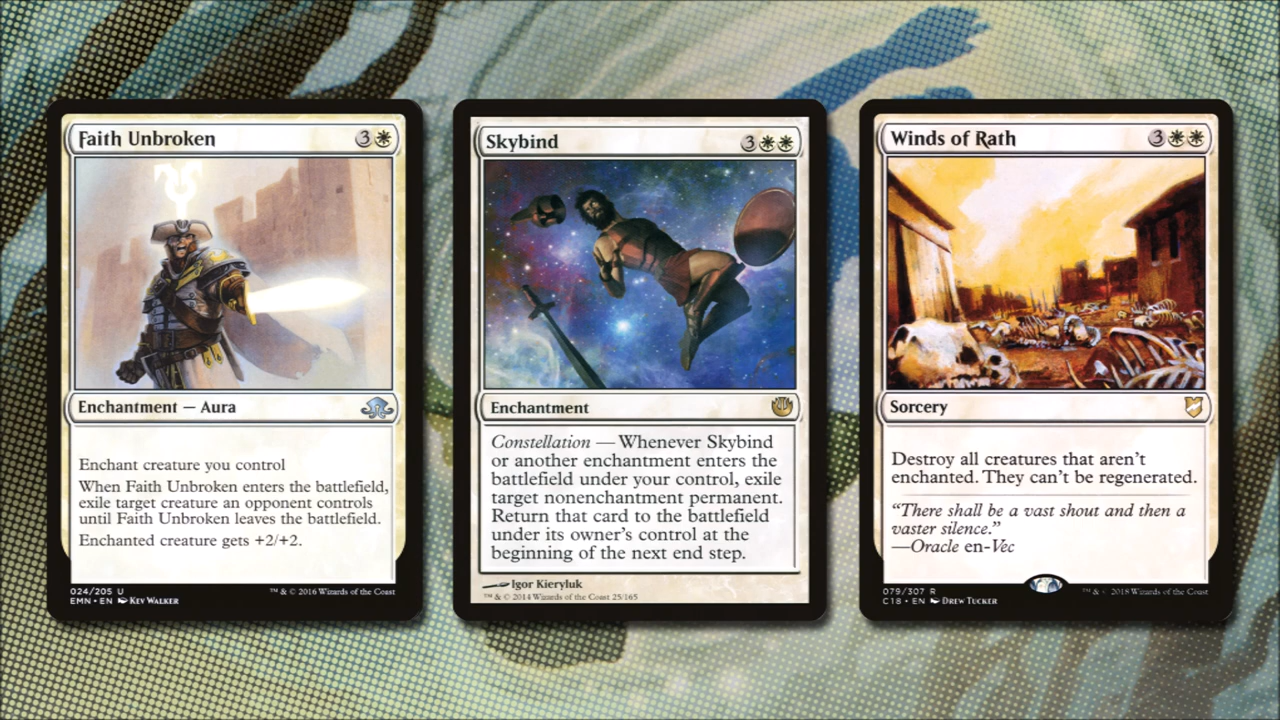 Faith Unbroken 3
Enchantment — Aura
Enchant creature you control
When Faith Unbroken enters the battlefield,
exile target creature an opponent controls
until Faith Unbroken leaves the battlefield.
Enchanted creature gets +2/+2.
024/205 U
EMN • EN Kev Walker
™ & © 2016 Wizards of the Coast
Skybind 3
Enchantment
Constellation — Whenever Skybind
or another enchantment enters the
battlefield under your control, exile
target nonenchantment permanent.
Return that card to the battlefield
under its owner's control at the
beginning of the next end step.
Igor Kieryluk
™ & © 2014 Wizards of the Coast 25/165
Winds of Rath 3
Sorcery
Destroy all creatures that aren't
enchanted. They can't be regenerated.
"There shall be a vast shout and then a
vaster silence."
—Oracle en-Vec
079/307 R
C18 • EN Drew Tucker
™ & © 2018 Wizards of the Coast